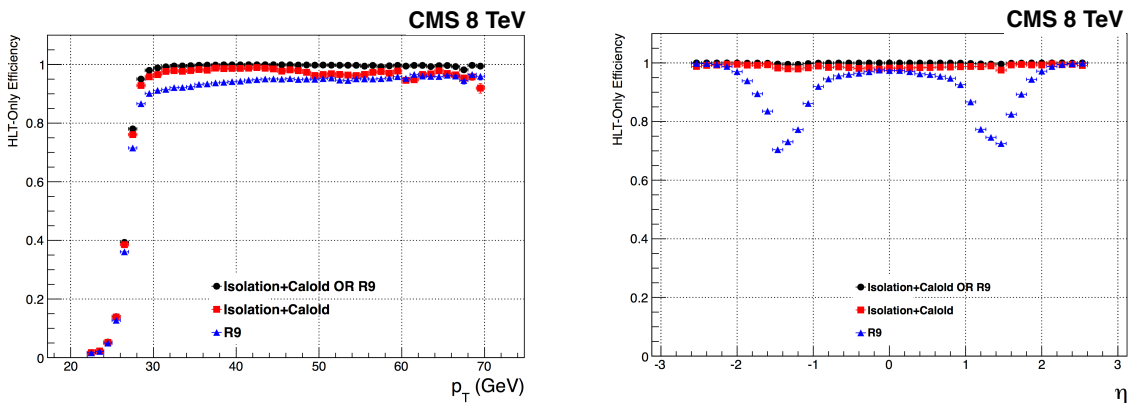 CMS 8 TeV
HLT-Only Efficiency
1
0.8
0.6
0.4
0.2
0
Isolation+CaloId OR R9
Isolation+CaloId
R9
20 30 40 50 60 70
p_T (GeV)
CMS 8 TeV
HLT-Only Efficiency
1
0.8
0.6
0.4
0.2
0
Isolation+CaloId OR R9
Isolation+CaloId
R9
-3 -2 -1 0 1 2 3
η